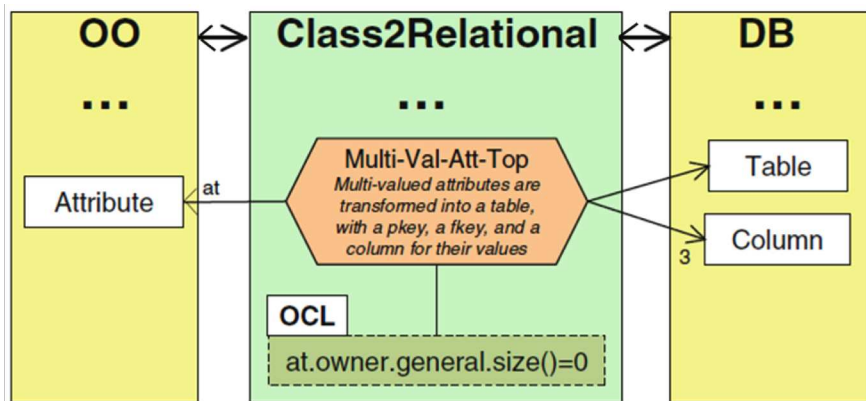 OO
Class2Relational
DB
...
...
...
Multi-Val-Att-Top
Multi-valued attributes are
transformed into a table,
with a pkey, a fkey, and a
column for their values
Attribute
at
Table
Column
3
OCL
at.owner.general.size()=0